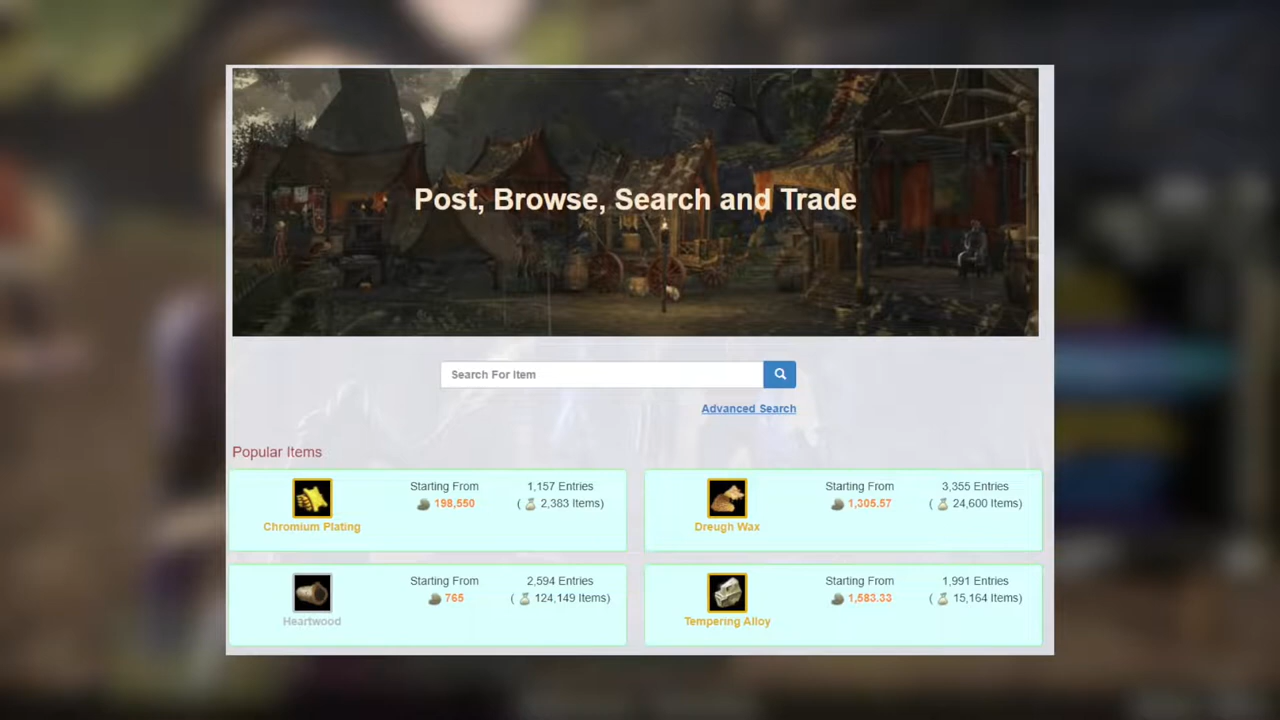 Post, Browse, Search and Trade
Search For Item
Advanced Search
Popular Items
Starting From
198,550
1,157 Entries
( 2,383 Items)
Chromium Plating
Starting From
1,305.57
3,355 Entries
( 24,600 Items)
Dreugh Wax
Starting From
765
2,594 Entries
( 124,149 Items)
Heartwood
Starting From
1,583.33
1,991 Entries
( 15,164 Items)
Tempering Alloy